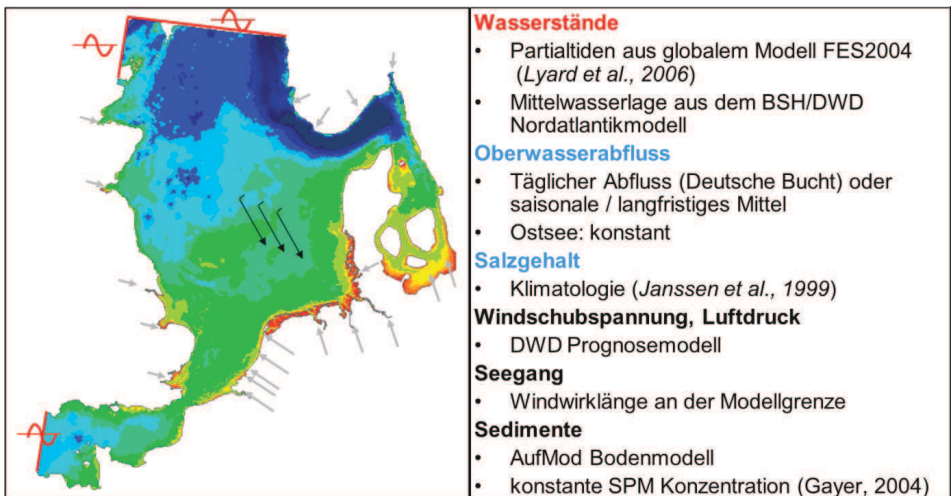 Wasserstände
• Partialtiden aus globalem Modell FES2004
(Lyard et al., 2006)
• Mittelwasserlage aus dem BSH/DWD
Nordatlantikmodell
Oberwasserabfluss
• Täglicher Abfluss (Deutsche Bucht) oder
saisonale / langfristiges Mittel
• Ostsee: konstant
Salzgehalt
• Klimatologie (Janssen et al., 1999)
Windschubspannung, Luftdruck
• DWD Prognosemodell
Seegang
• Windwirklänge an der Modellgrenze
Sedimente
• AufMod Bodenmodell
• konstante SPM Konzentration (Gayer, 2004)